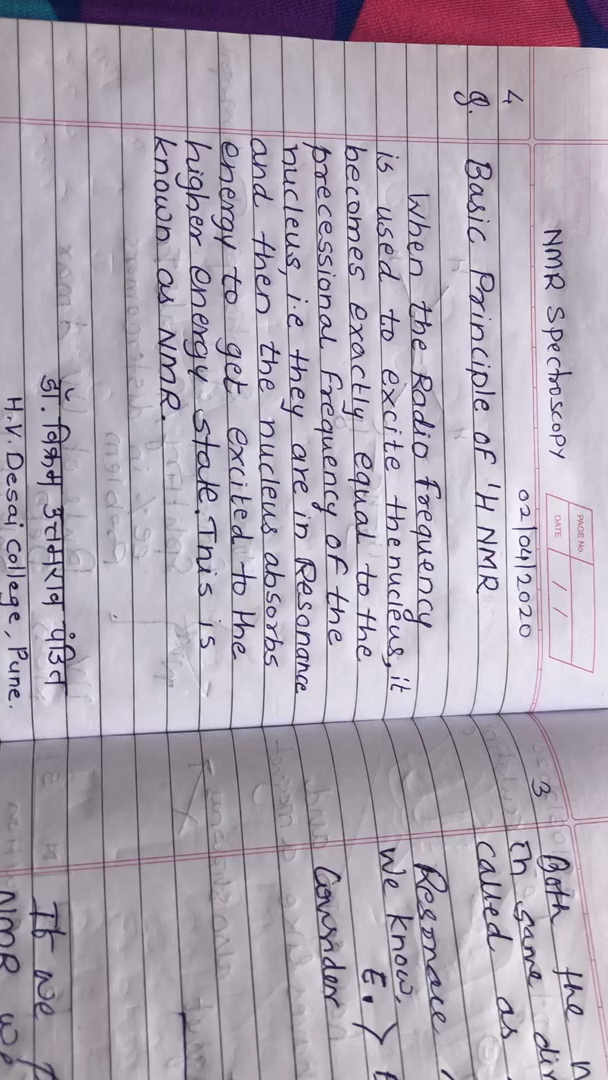 NMR Spectroscopy
PAGE No.
DATE / /
02/04/2020
4
Q. Basic Principle of 'H NMR
When the Radio frequency
is used to excite the nucleus, it
becomes exactly equal to the
precessional frequency of the
nucleus, i.e they are in Resonance
and then the nucleus absorbs
energy to get excited to the
higher energy state. This is
known as NMR.
डॉ. विक्रम उत्तमराव पंडित
H.V. Desai College, Pune.
3
Both the
in same
called as
Resonace
We know,
E.
Consider
If we
NMR